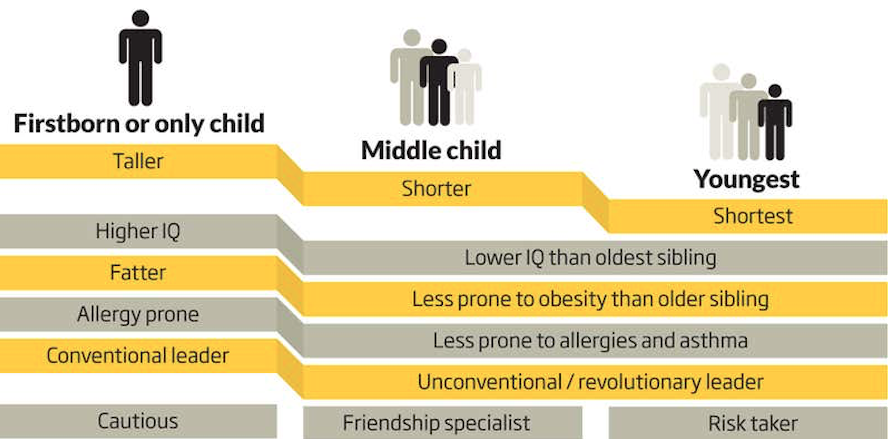 Firstborn or only child
Middle child
Youngest
Taller
Shorter
Shortest
Higher IQ
Lower IQ than oldest sibling
Fatter
Less prone to obesity than older sibling
Allergy prone
Less prone to allergies and asthma
Conventional leader
Unconventional / revolutionary leader
Cautious
Friendship specialist
Risk taker